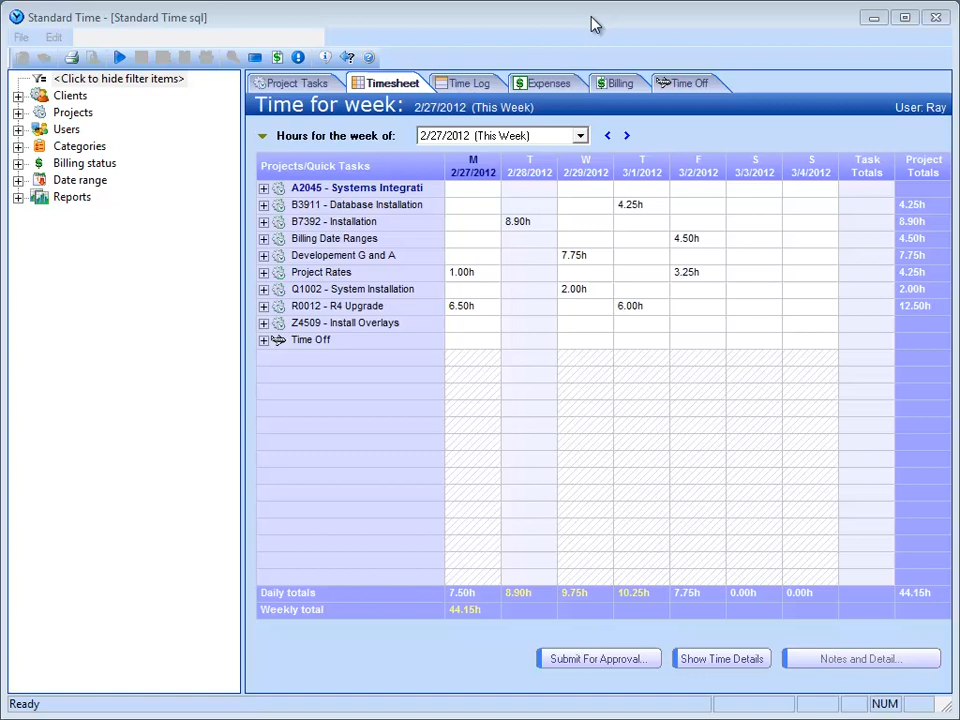 Standard Time - [Standard Time sql]
File Edit
<Click to hide filter items>
Clients
Projects
Users
Categories
Billing status
Date range
Reports
Project Tasks Timesheet Time Log Expenses Billing Time Off
Time for week: 2/27/2012 (This Week) User: Ray
Hours for the week of: 2/27/2012 (This Week) < >
Projects/Quick Tasks M 2/27/2012 T 2/28/2012 W 2/29/2012 T 3/1/2012 F 3/2/2012 S 3/3/2012 S 3/4/2012 Task Totals Project Totals
A2045 - Systems Integrati
B3911 - Database Installation 4.25h 4.25h
B7392 - Installation 8.90h 8.90h
Billing Date Ranges 4.50h 4.50h
Developement G and A 7.75h 7.75h
Project Rates 1.00h 3.25h 4.25h
Q1002 - System Installation 2.00h 2.00h
R0012 - R4 Upgrade 6.50h 6.00h 12.50h
Z4509 - Install Overlays
Time Off
Daily totals 7.50h 8.90h 9.75h 10.25h 7.75h 0.00h 0.00h 44.15h
Weekly total 44.15h
Submit For Approval... Show Time Details Notes and Detail...
Ready NUM